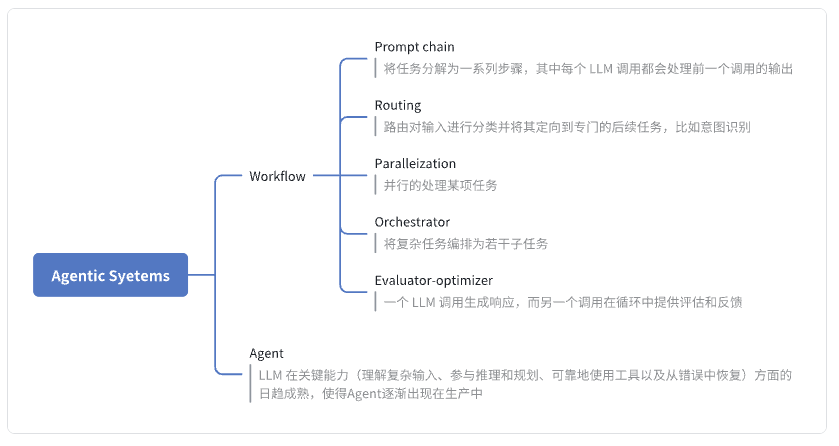 Prompt chain
将任务分解为一系列步骤，其中每个 LLM 调用都会处理前一个调用的输出
Routing
路由对输入进行分类并将其定向到专门的后续任务，比如意图识别
Paralleization
并行的处理某项任务
Workflow
Orchestrator
将复杂任务编排为若干子任务
Agentic Syetems
Evaluator-optimizer
一个 LLM 调用生成响应，而另一个调用在循环中提供评估和反馈
Agent
LLM 在关键能力（理解复杂输入、参与推理和规划、可靠地使用工具以及从错误中恢复）方面的
日趋成熟，使得Agent逐渐出现在生产中